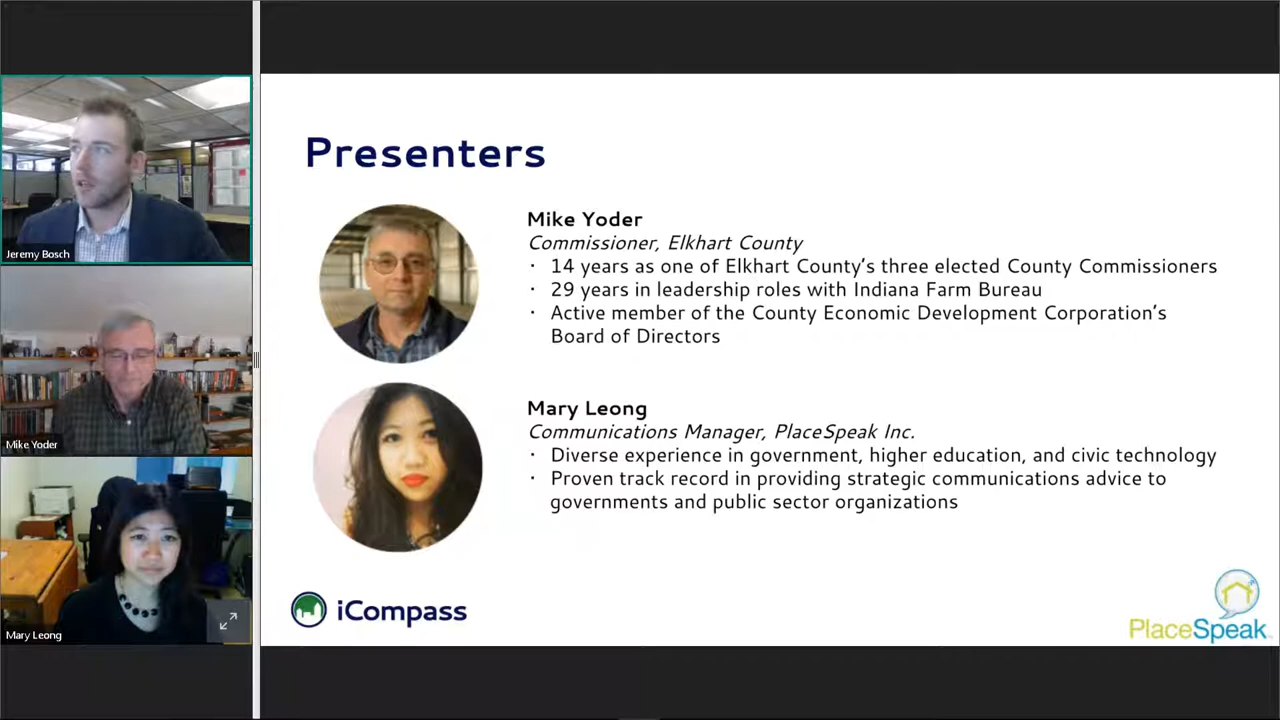 Jeremy Bosch
Mike Yoder
Mary Leong
Presenters
Mike Yoder
Commissioner, Elkhart County
· 14 years as one of Elkhart County's three elected County Commissioners
· 29 years in leadership roles with Indiana Farm Bureau
· Active member of the County Economic Development Corporation's
Board of Directors
Mary Leong
Communications Manager, PlaceSpeak Inc.
· Diverse experience in government, higher education, and civic technology
· Proven track record in providing strategic communications advice to
governments and public sector organizations
iCompass
PlaceSpeak